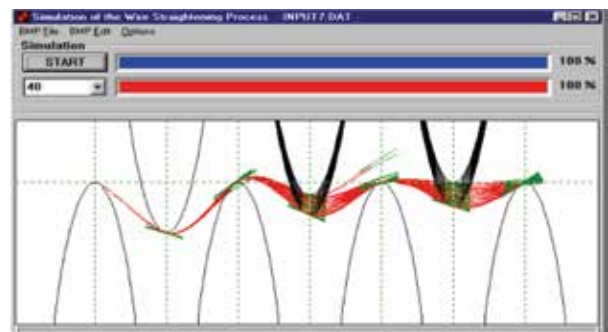 Simulation of the Wire Straightening Process - INPUT7.DAT
BMP File BMP Edit Options
Simulation
START 100 %
40 100 %